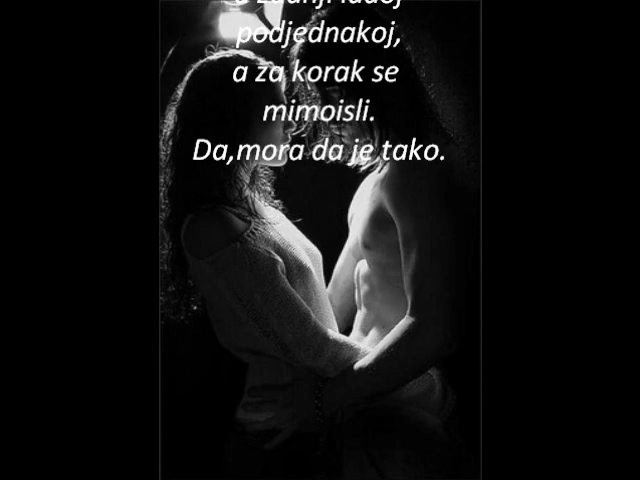 podjednakoj,
a za korak se
mimoisli.
Da,mora da je tako.